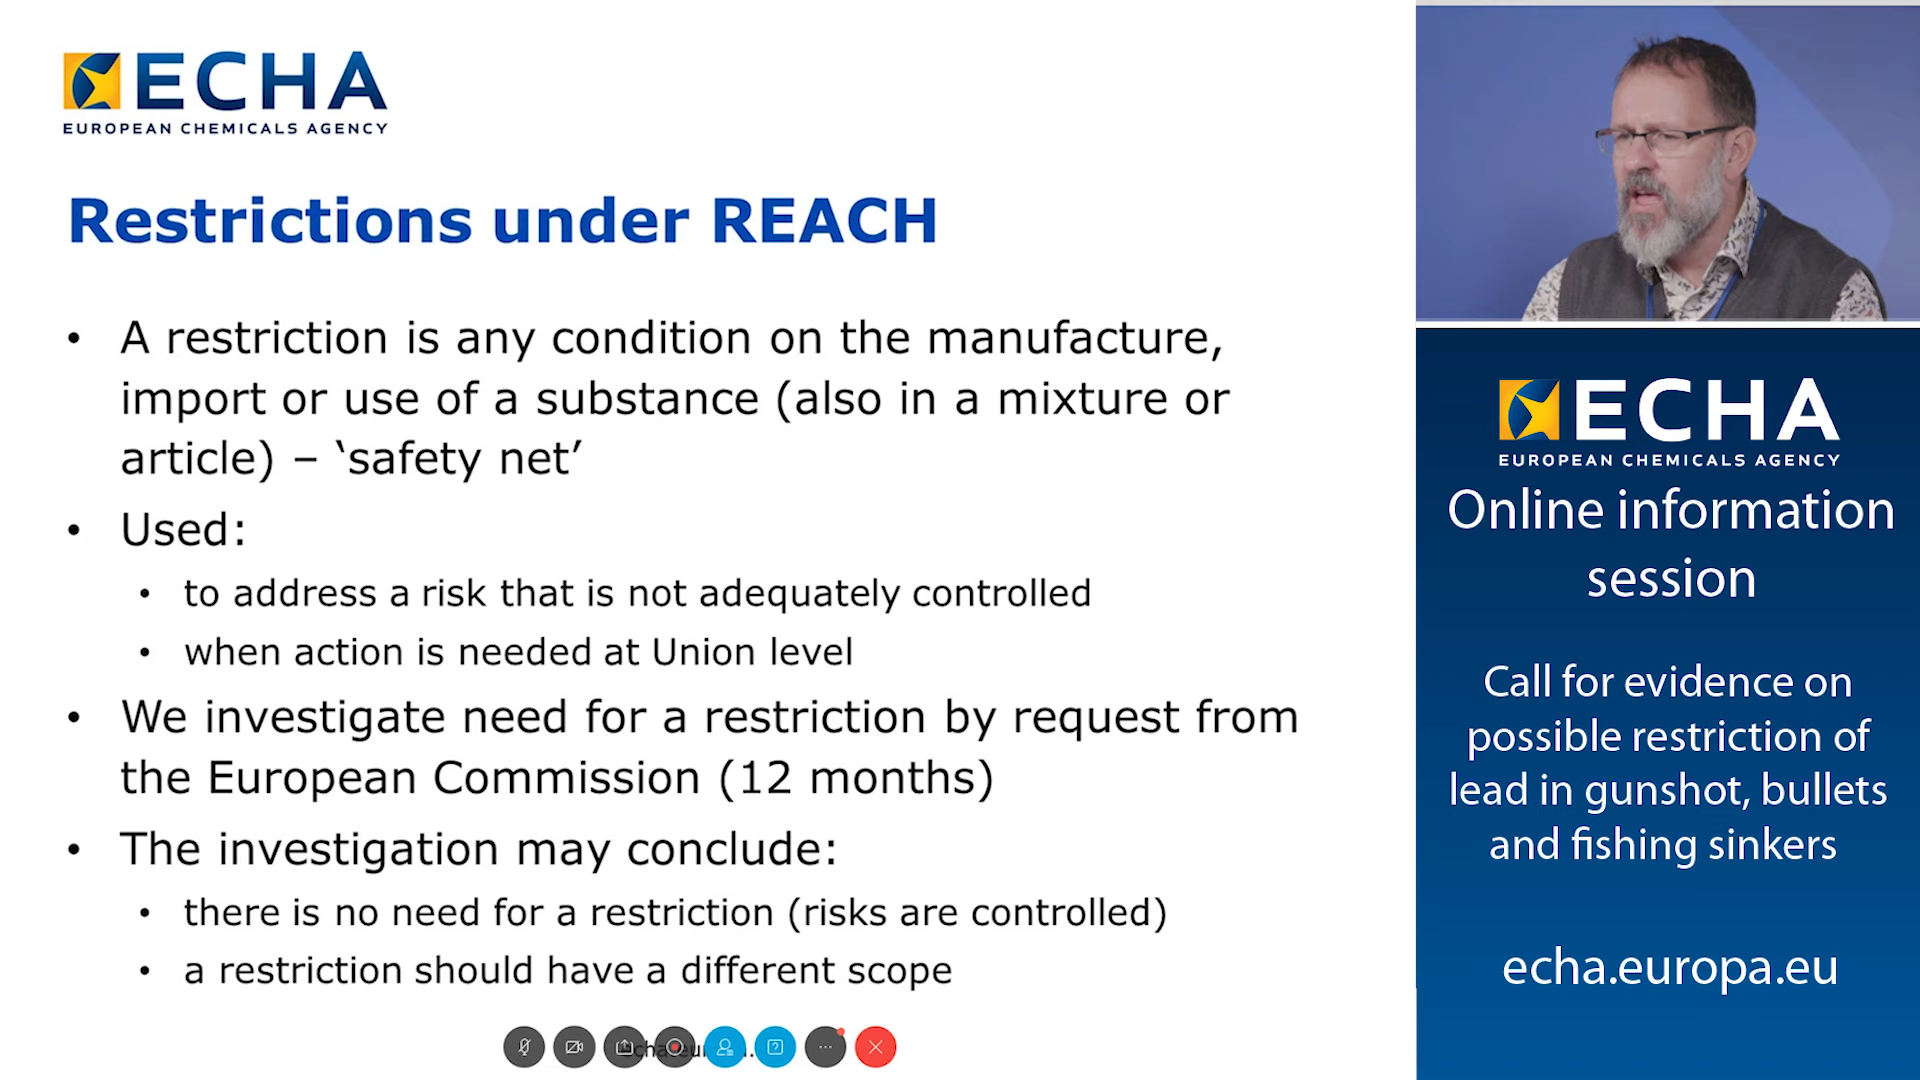 ECHA
EUROPEAN CHEMICALS AGENCY
Restrictions under REACH
• A restriction is any condition on the manufacture,
import or use of a substance (also in a mixture or
article) – ‘safety net’
• Used:
• to address a risk that is not adequately controlled
• when action is needed at Union level
• We investigate need for a restriction by request from
the European Commission (12 months)
• The investigation may conclude:
• there is no need for a restriction (risks are controlled)
• a restriction should have a different scope
ECHA
EUROPEAN CHEMICALS AGENCY
Online information
session
Call for evidence on
possible restriction of
lead in gunshot, bullets
and fishing sinkers
echa.europa.eu